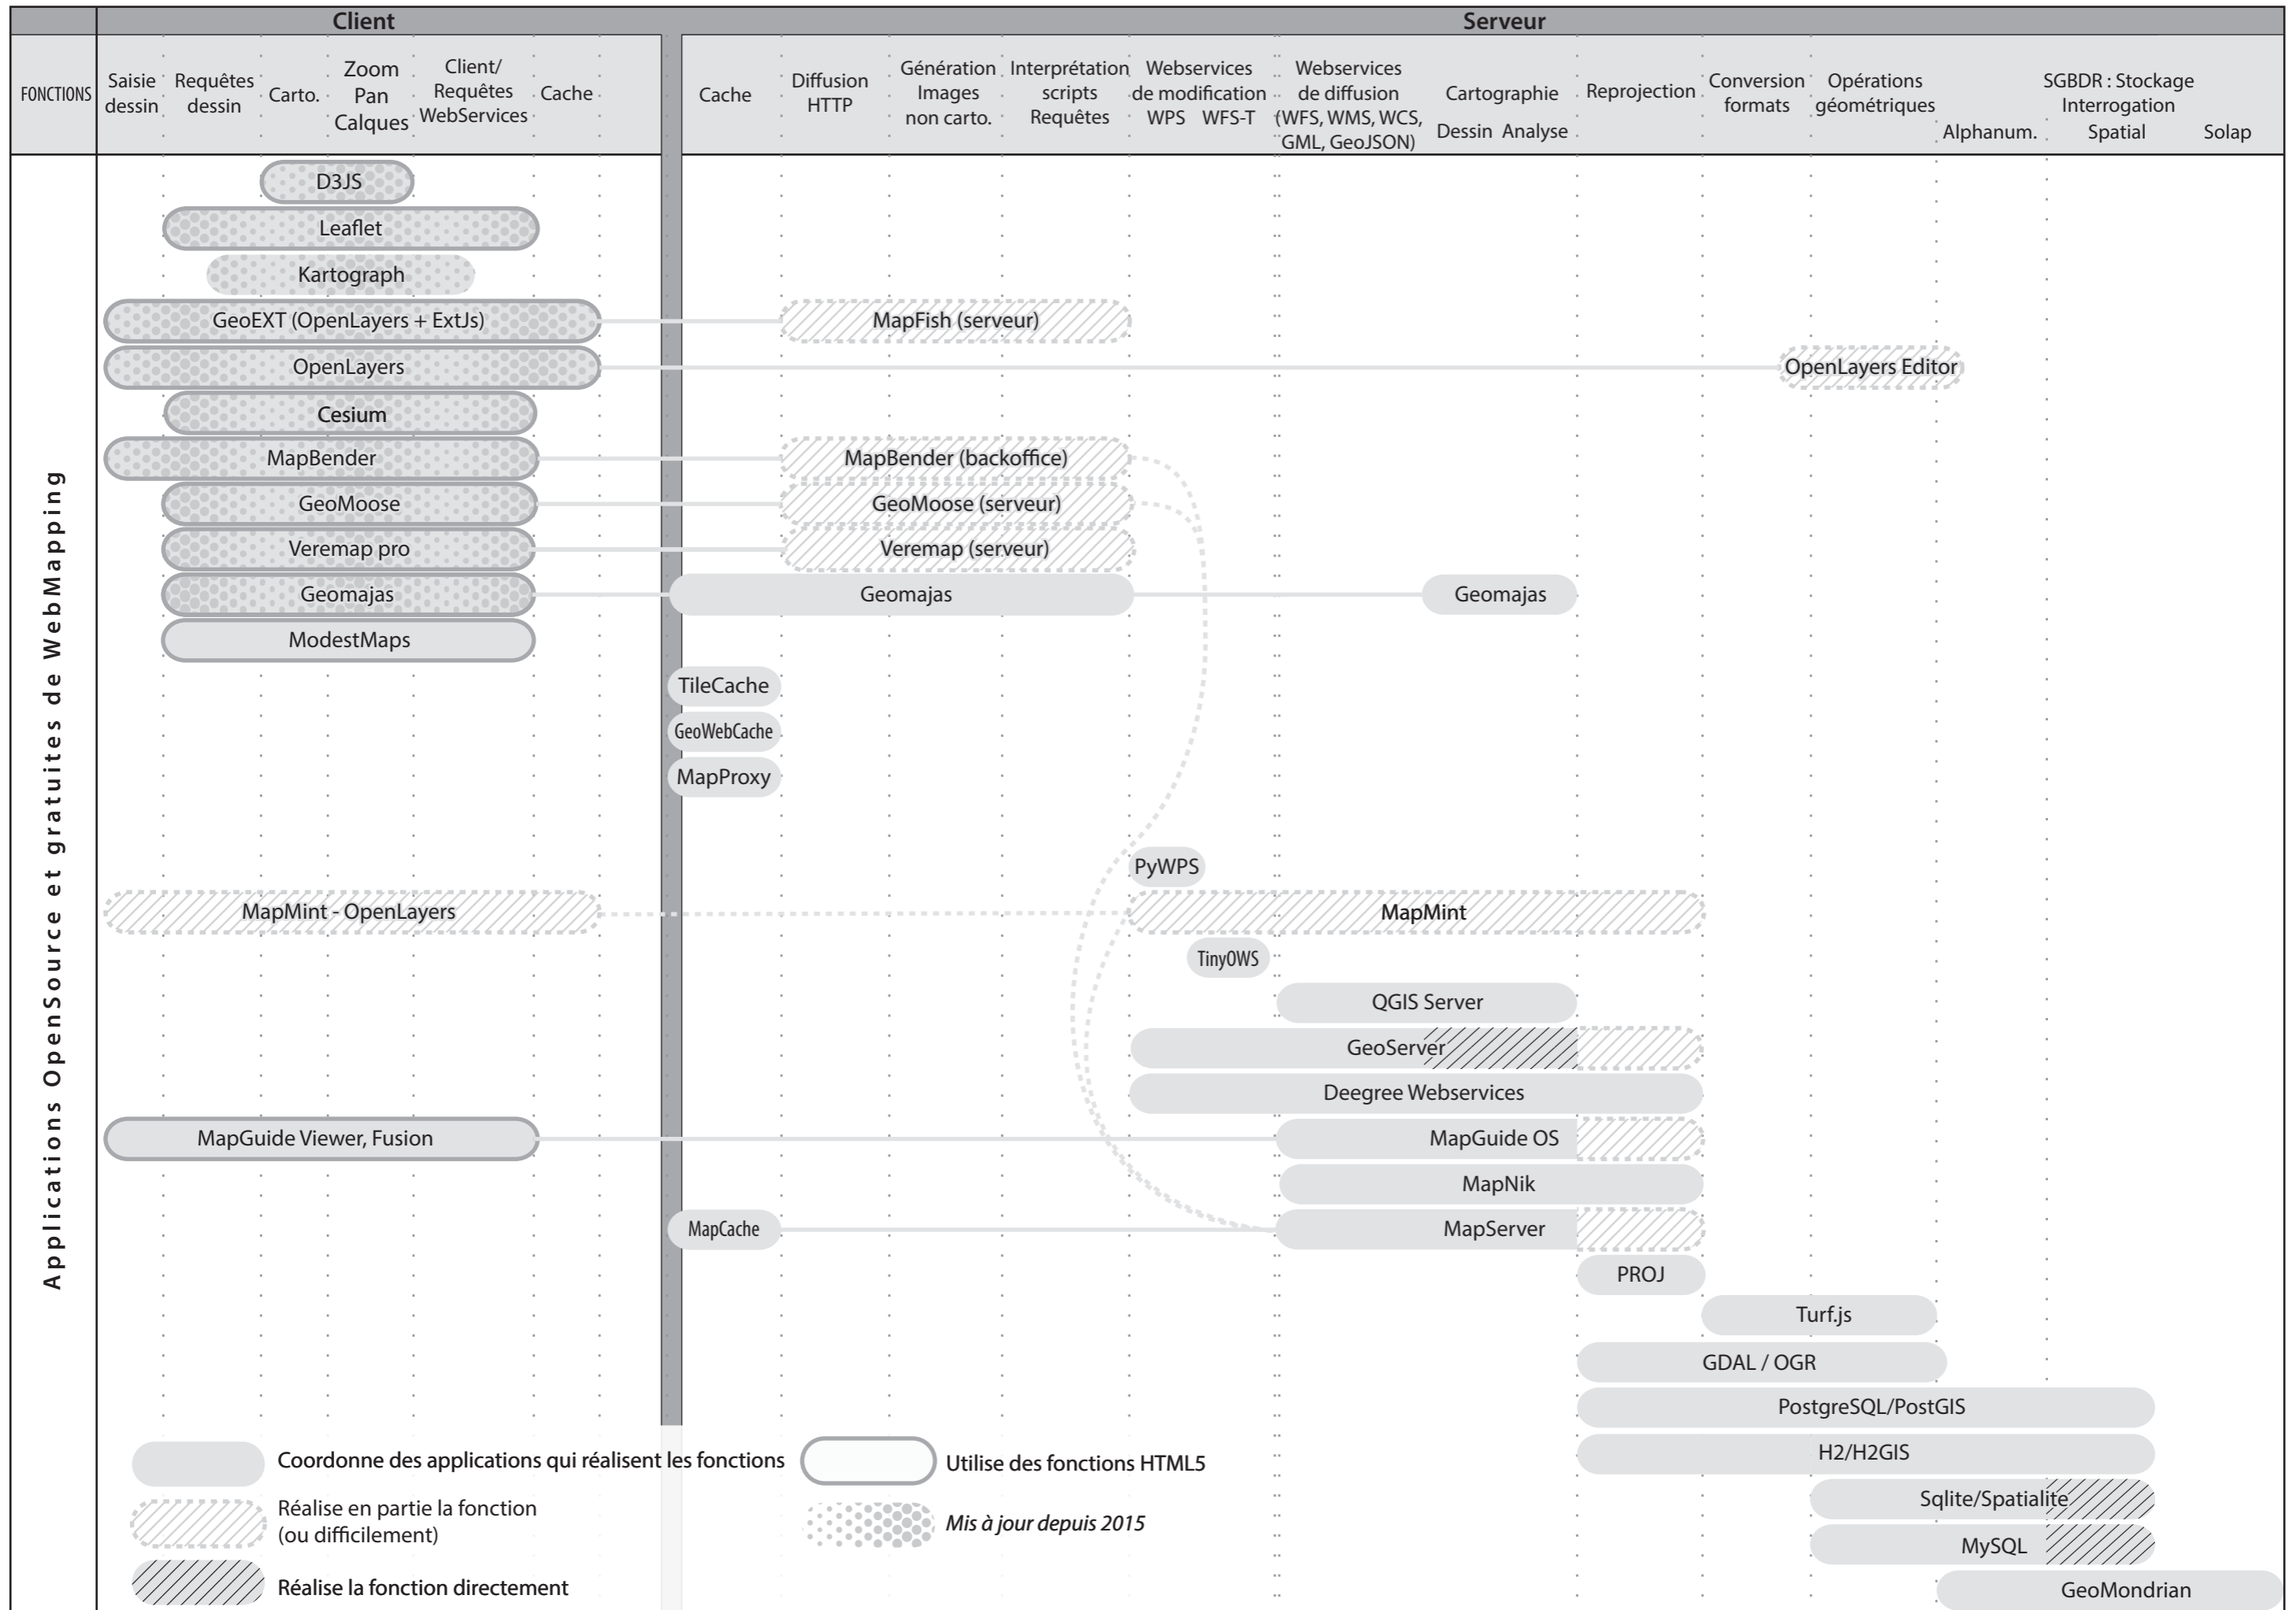 Client
Serveur
FONCTIONS
Saisie
dessin
Requêtes
dessin
Carto.
Zoom
Pan
Calques
Client/
Requêtes
WebServices
Cache
Cache
Diffusion
HTTP
Génération
Images
non carto.
Interprétation
scripts
Requêtes
Webservices
de modification
WPS WFS-T
Webservices
de diffusion
(WFS, WMS, WCS,
GML, GeoJSON)
Cartographie
Dessin Analyse
Reprojection
Conversion
formats
Opérations
géométriques
SGBDR : Stockage
Interrogation
Alphanum. Spatial Solap
Applications OpenSource et gratuites de WebMapping
D3JS
Leaflet
Kartograph
GeoEXT (OpenLayers + ExtJs)
MapFish (serveur)
OpenLayers
OpenLayers Editor
Cesium
MapBender
MapBender (backoffice)
GeoMoose
GeoMoose (serveur)
Veremap pro
Veremap (serveur)
Geomajas
Geomajas
Geomajas
ModestMaps
TileCache
GeoWebCache
MapProxy
PyWPS
MapMint - OpenLayers
MapMint
TinyOWS
QGIS Server
GeoServer
Deegree Webservices
MapGuide Viewer, Fusion
MapGuide OS
MapNik
MapCache
MapServer
PROJ
Turf.js
GDAL / OGR
PostgreSQL/PostGIS
H2/H2GIS
Sqlite/Spatialite
MySQL
GeoMondrian
Coordonne des applications qui réalisent les fonctions
Réalise en partie la fonction
(ou difficilement)
Réalise la fonction directement
Utilise des fonctions HTML5
Mis à jour depuis 2015